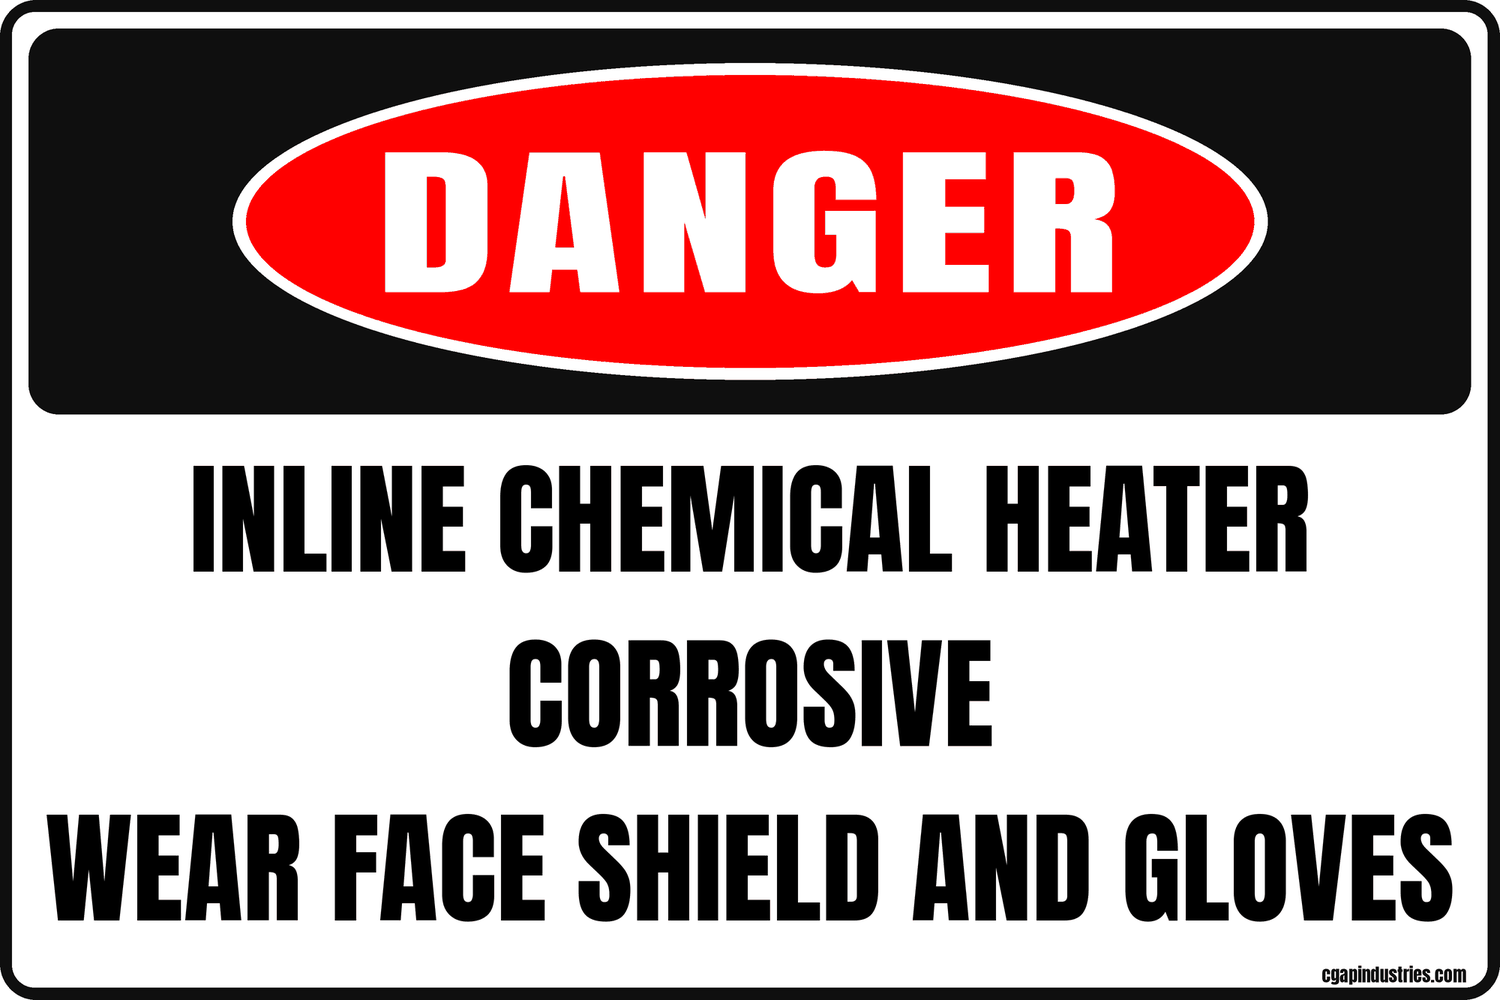 DANGER
INLINE CHEMICAL HEATER
CORROSIVE
WEAR FACE SHIELD AND GLOVES
cgapindustries.com